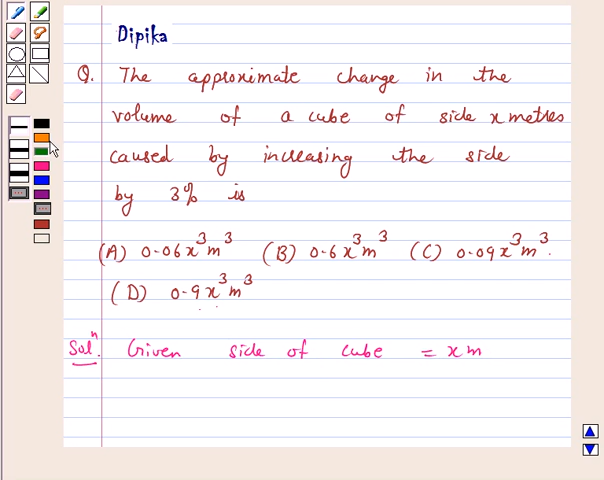 Dipika
Q. The approximate change in the
volume of a cube of side x metres
caused by increasing the side
by 3% is
(A) 0.06x³m³ (B) 0.6x³m³ (C) 0.09x³m³.
(D) 0.9x³m³
Solⁿ. Given side of cube = x m